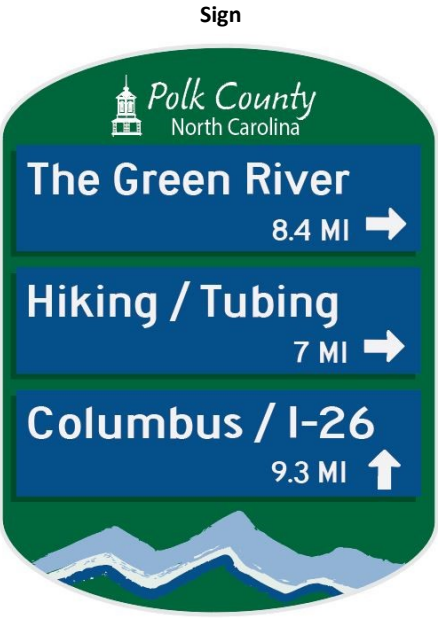 Sign
Polk County
North Carolina
The Green River
8.4 MI
Hiking / Tubing
7 MI
Columbus / I-26
9.3 MI